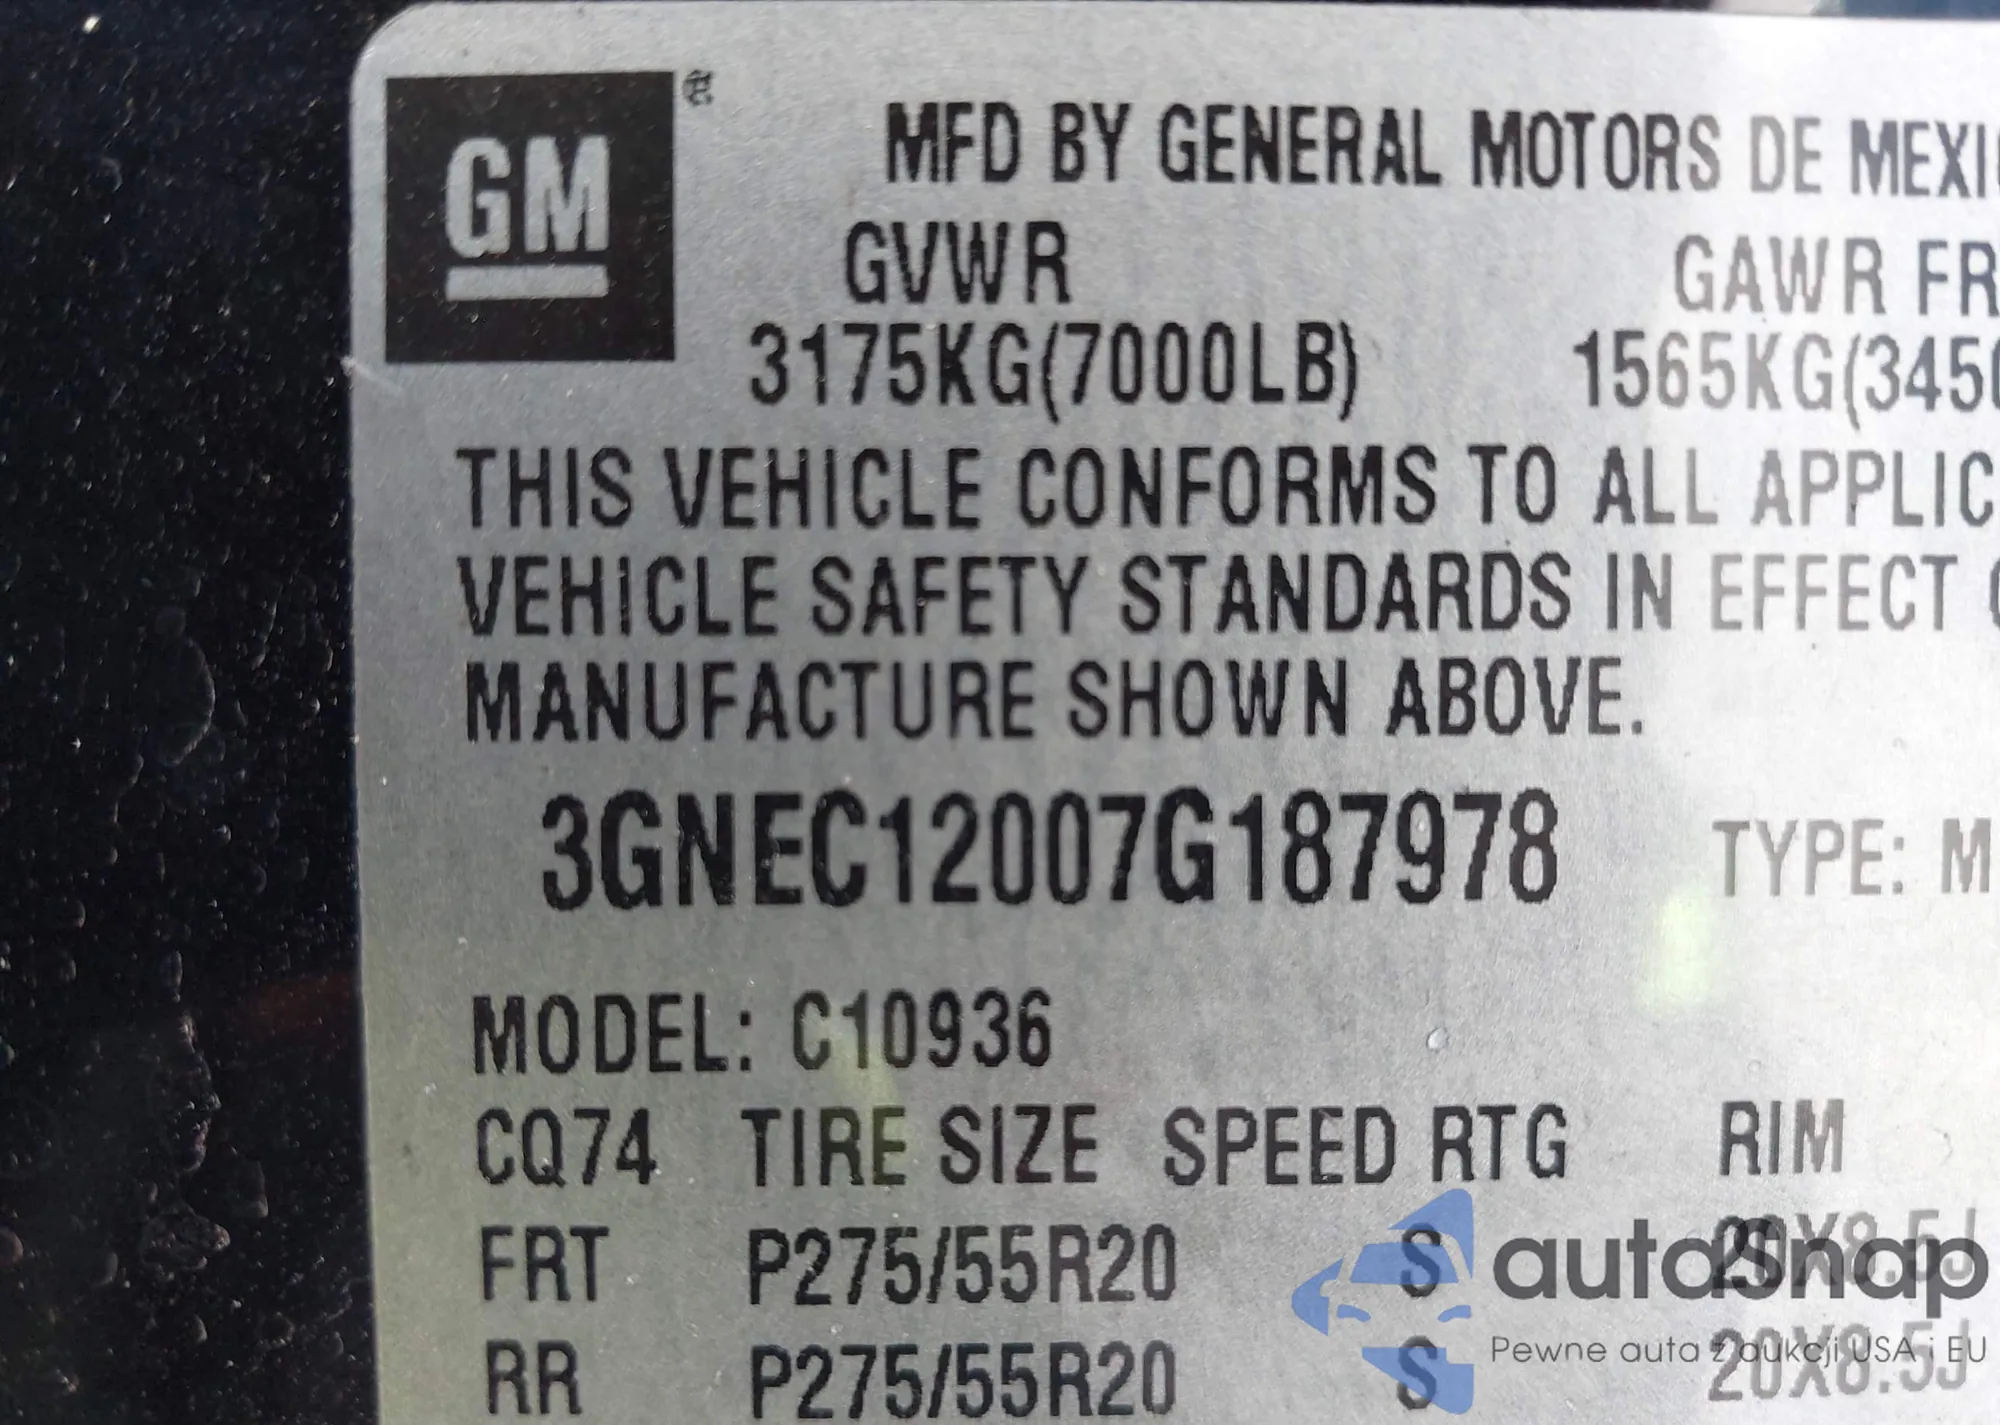 GM
MFD BY GENERAL MOTORS DE MEXI
GVWR GAWR FR
3175KG(7000LB) 1565KG(345
THIS VEHICLE CONFORMS TO ALL APPLIC
VEHICLE SAFETY STANDARDS IN EFFECT
MANUFACTURE SHOWN ABOVE.
3GNEC12007G187978 TYPE: M
MODEL: C10936
CQ74 TIRE SIZE SPEED RTG RIM
FRT P275/55R20 S 20X8.5J
RR P275/55R20 S 20X8.5J
autosnap
Pewne auta z aukcji USA i EU